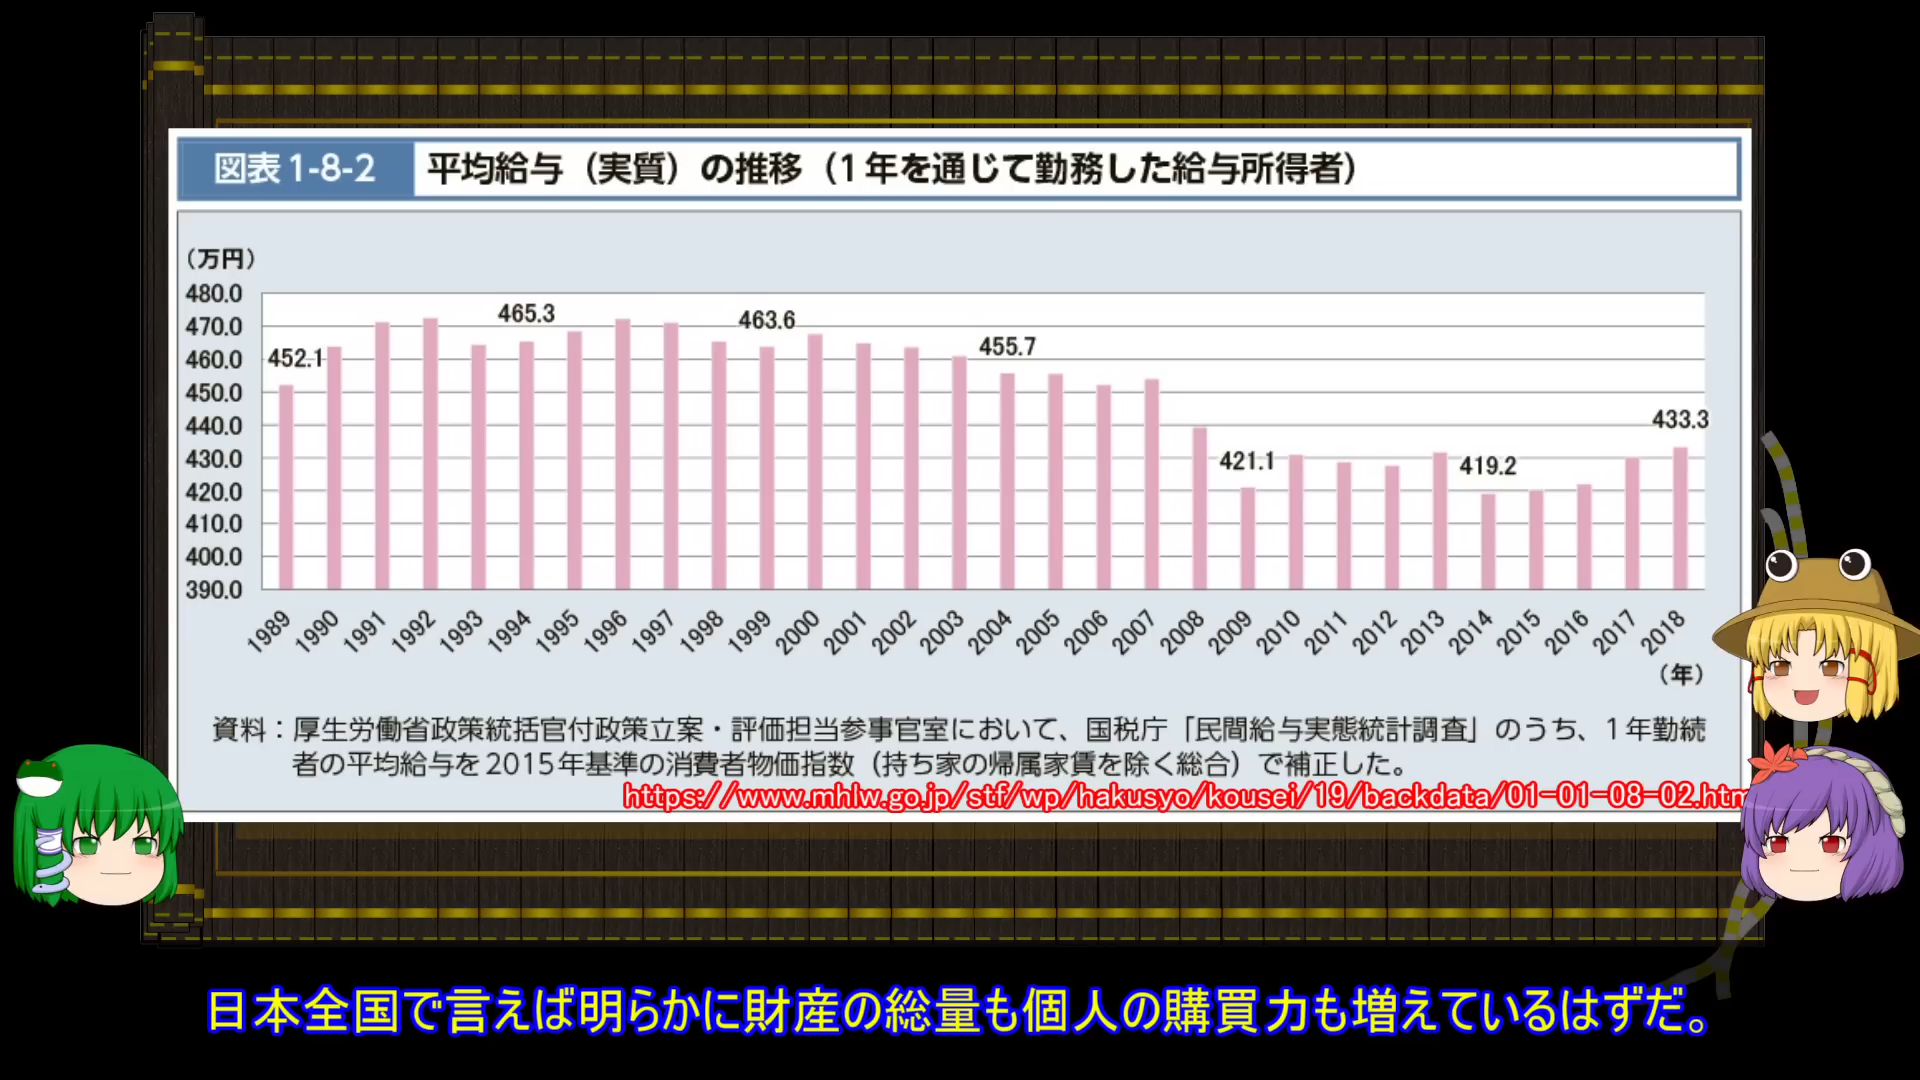 図表1-8-2 平均給与（実質）の推移（1年を通じて勤務した給与所得者）
（万円）
480.0
470.0
460.0
450.0
440.0
430.0
420.0
410.0
400.0
390.0
452.1
465.3
463.6
455.7
421.1
419.2
433.3
1989 1990 1991 1992 1993 1994 1995 1996 1997 1998 1999 2000 2001 2002 2003 2004 2005 2006 2007 2008 2009 2010 2011 2012 2013 2014 2015 2016 2017 2018
（年）
資料：厚生労働省政策統括官付政策立案・評価担当参事官室において、国税庁「民間給与実態統計調査」のうち、1年勤続
者の平均給与を2015年基準の消費者物価指数（持ち家の帰属家賃を除く総合）で補正した。
https://www.mhlw.go.jp/stf/wp/hakusyo/kousei/19/backdata/01-01-08-02.htm
日本全国で言えば明らかに財産の総量も個人の購買力も増えているはずだ。